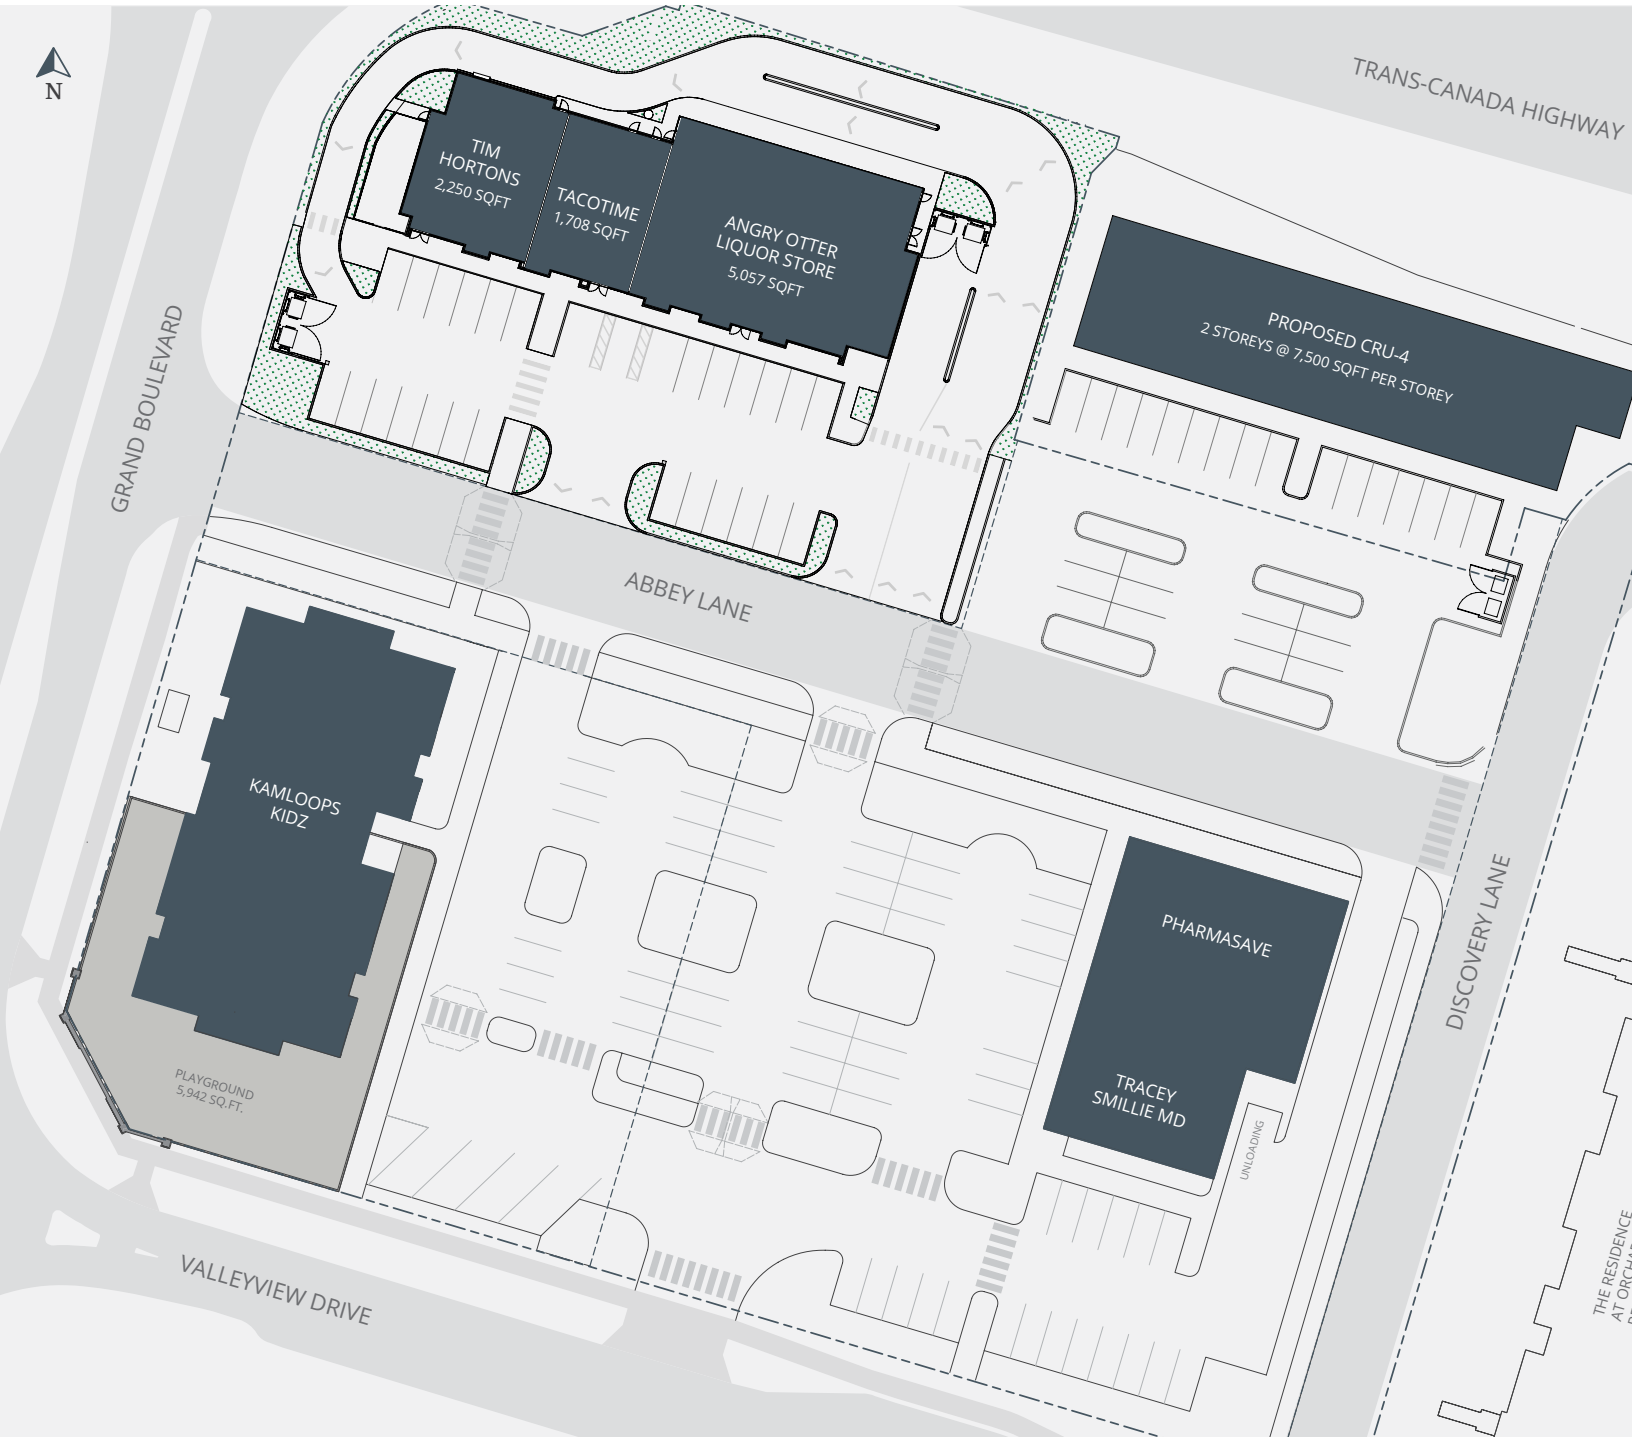 N
TRANS-CANADA HIGHWAY
TIM
HORTONS
2,250 SQFT
TACOTIME
1,708 SQFT
ANGRY OTTER
LIQUOR STORE
5,057 SQFT
PROPOSED CRU-4
2 STOREYS @ 7,500 SQFT PER STOREY
GRAND BOULEVARD
ABBEY LANE
KAMLOOPS
KIDZ
PHARMASAVE
TRACEY
SMILLIE MD
DISCOVERY LANE
PLAYGROUND
5,942 SQ.FT.
UNLOADING
VALLEYVIEW DRIVE
THE RESIDENCE
AT ORCHA